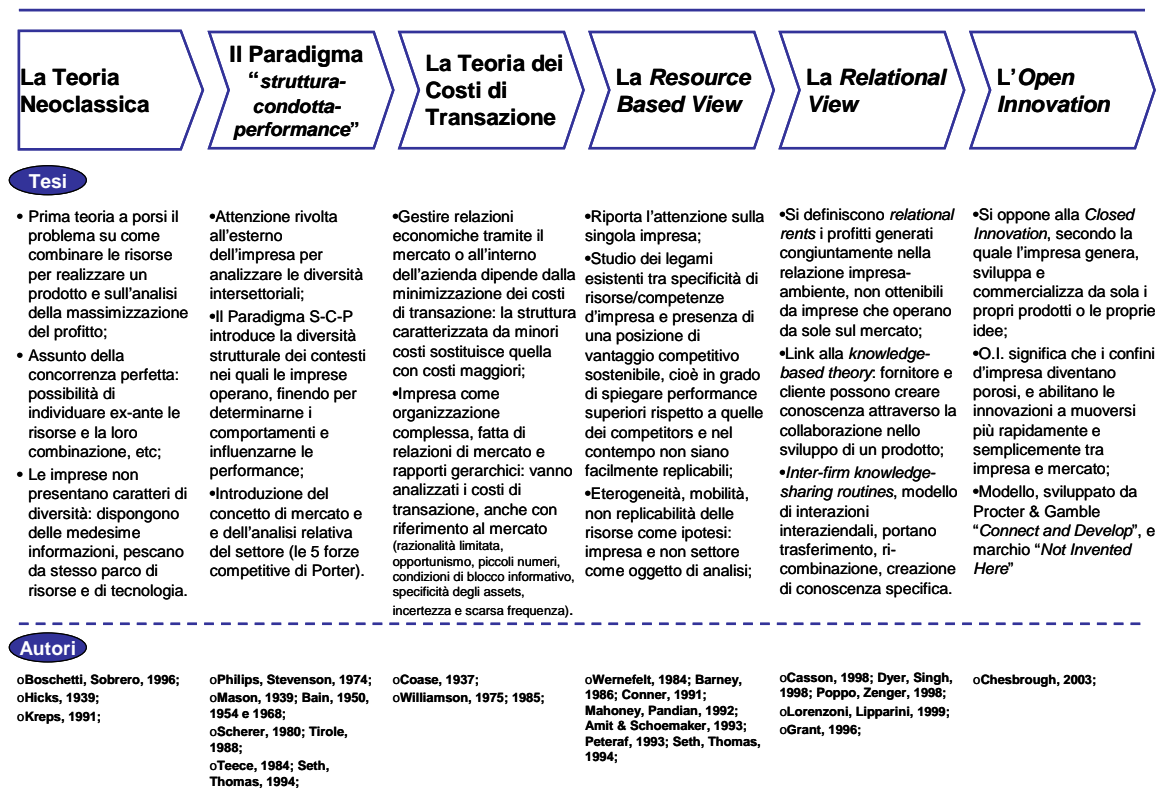 La Teoria
Neoclassica
Il Paradigma
“struttura-
condotta-
performance”
La Teoria dei
Costi di
Transazione
La Resource
Based View
La Relational
View
L’Open
Innovation
Tesi
• Prima teoria a porsi il
problema su come
combinare le risorse
per realizzare un
prodotto e sull’analisi
della massimizzazione
del profitto;
• Assunto della
concorrenza perfetta:
possibilità di
individuare ex-ante le
risorse e la loro
combinazione, etc;
• Le imprese non
presentano caratteri di
diversità: dispongono
delle medesime
informazioni, pescano
da stesso parco di
risorse e di tecnologia.
•Attenzione rivolta
all’esterno
dell’impresa per
analizzare le diversità
intersettoriali;
•Il Paradigma S-C-P
introduce la diversità
strutturale dei contesti
nei quali le imprese
operano, finendo per
determinarne i
comportamenti e
influenzarne le
performance;
•Introduzione del
concetto di mercato e
e dell’analisi relativa
del settore (le 5 forze
competitive di Porter).
•Gestire relazioni
economiche tramite il
mercato o all’interno
dell’azienda dipende dalla
minimizzazione dei costi
di transazione: la struttura
caratterizzata da minori
costi sostituisce quella
con costi maggiori;
•Impresa come
organizzazione
complessa, fatta di
relazioni di mercato e
rapporti gerarchici: vanno
analizzati i costi di
transazione, anche con
riferimento al mercato
(razionalità limitata,
opportunismo, piccoli numeri,
condizioni di blocco informativo,
specificità degli assets,
incertezza e scarsa frequenza).
•Riporta l’attenzione sulla
singola impresa;
•Studio dei legami
esistenti tra specificità di
risorse/competenze
d’impresa e presenza di
una posizione di
vantaggio competitivo
sostenibile, cioè in grado
di spiegare performance
superiori rispetto a quelle
dei competitors e nel
contempo non siano
facilmente replicabili;
•Eterogeneità, mobilità,
non replicabilità delle
risorse come ipotesi:
impresa e non settore
come oggetto di analisi;
•Si definiscono relational
rents i profitti generati
congiuntamente nella
relazione impresa-
ambiente, non ottenibili
da imprese che operano
da sole sul mercato;
•Link alla knowledge-
based theory: fornitore e
cliente possono creare
conoscenza attraverso la
collaborazione nello
sviluppo di un prodotto;
•Inter-firm knowledge-
sharing routines, modello
di interazioni
interaziendali, portano
trasferimento, ri-
combinazione, creazione
di conoscenza specifica.
•Si oppone alla Closed
Innovation, secondo la
quale l’impresa genera,
sviluppa e
commercializza da sola i
propri prodotti o le proprie
idee;
•O.I. significa che i confini
d’impresa diventano
porosi, e abilitano le
innovazioni a muoversi
più rapidamente e
semplicemente tra
impresa e mercato;
•Modello, sviluppato da
Procter & Gamble
“Connect and Develop”, e
marchio “Not Invented
Here”
Autori
oBoschetti, Sobrero, 1996;
oHicks, 1939;
oKreps, 1991;
oPhilips, Stevenson, 1974;
oMason, 1939; Bain, 1950,
1954 e 1968;
oScherer, 1980; Tirole,
1988;
oTeece, 1984; Seth,
Thomas, 1994;
oCoase, 1937;
oWilliamson, 1975; 1985;
oWernefelt, 1984; Barney,
1986; Conner, 1991;
Mahoney, Pandian, 1992;
Amit & Schoemaker, 1993;
Peteraf, 1993; Seth, Thomas,
1994;
oCasson, 1998; Dyer, Singh,
1998; Poppo, Zenger, 1998;
oLorenzoni, Lipparini, 1999;
oGrant, 1996;
oChesbrough, 2003;